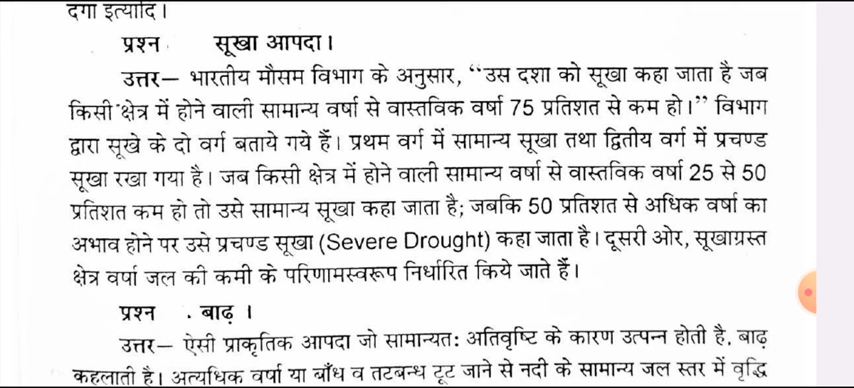 दगा इत्यादि।
प्रश्न सूखा आपदा।
उत्तर– भारतीय मौसम विभाग के अनुसार, “उस दशा को सूखा कहा जाता है जब
किसी क्षेत्र में होने वाली सामान्य वर्षा से वास्तविक वर्षा 75 प्रतिशत से कम हो।” विभाग
द्वारा सूखे के दो वर्ग बताये गये हैं। प्रथम वर्ग में सामान्य सूखा तथा द्वितीय वर्ग में प्रचण्ड
सूखा रखा गया है। जब किसी क्षेत्र में होने वाली सामान्य वर्षा से वास्तविक वर्षा 25 से 50
प्रतिशत कम हो तो उसे सामान्य सूखा कहा जाता है; जबकि 50 प्रतिशत से अधिक वर्षा का
अभाव होने पर उसे प्रचण्ड सूखा (Severe Drought) कहा जाता है। दूसरी ओर, सूखाग्रस्त
क्षेत्र वर्षा जल की कमी के परिणामस्वरूप निर्धारित किये जाते हैं।
प्रश्न . बाढ़ ।
उत्तर– ऐसी प्राकृतिक आपदा जो सामान्यतः अतिवृष्टि के कारण उत्पन्न होती है, बाढ़
कहलाती है। अत्यधिक वर्षा या बाँध व तटबन्ध टूट जाने से नदी के सामान्य जल स्तर में वृद्धि